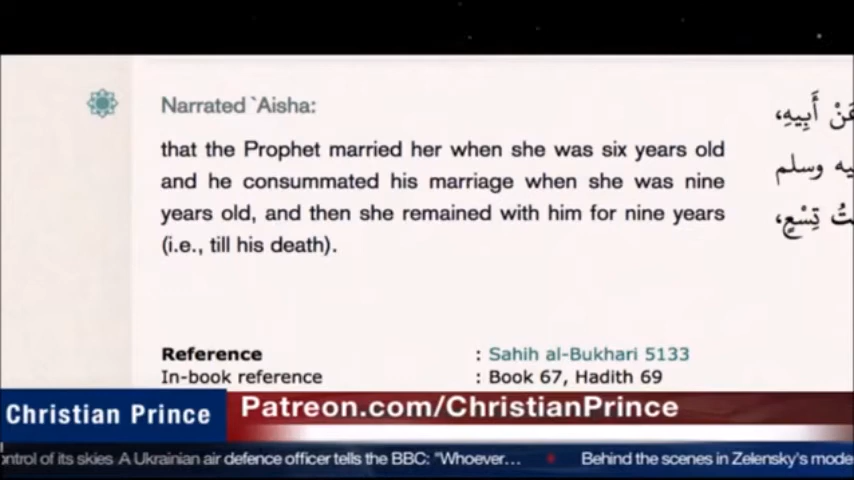 Narrated `Aisha:
عَنْ أَبِيهِ،
that the Prophet married her when she was six years old
يه وسلم
and he consummated his marriage when she was nine
تُ تِسْعٍ،
years old, and then she remained with him for nine years
(i.e., till his death).
Reference : Sahih al-Bukhari 5133
In-book reference : Book 67, Hadith 69
Christian Prince
Patreon.com/ChristianPrince
ontrol of its skies A Ukrainian air defence officer tells the BBC: "Whoever... Behind the scenes in Zelensky's mode